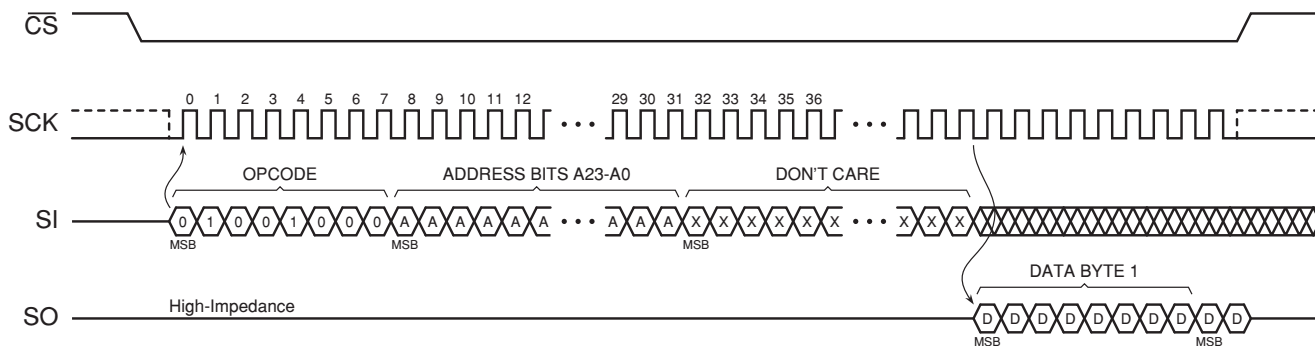 CS
0 1 2 3 4 5 6 7 8 9 10 11 12 29 30 31 32 33 34 35 36
SCK
OPCODE ADDRESS BITS A23-A0 DON'T CARE
SI 0 1 0 0 1 0 0 0 A A A A A A A A A X X X X X X X X X
MSB MSB MSB
DATA BYTE 1
High-Impedance
SO D D D D D D D D D D
MSB MSB